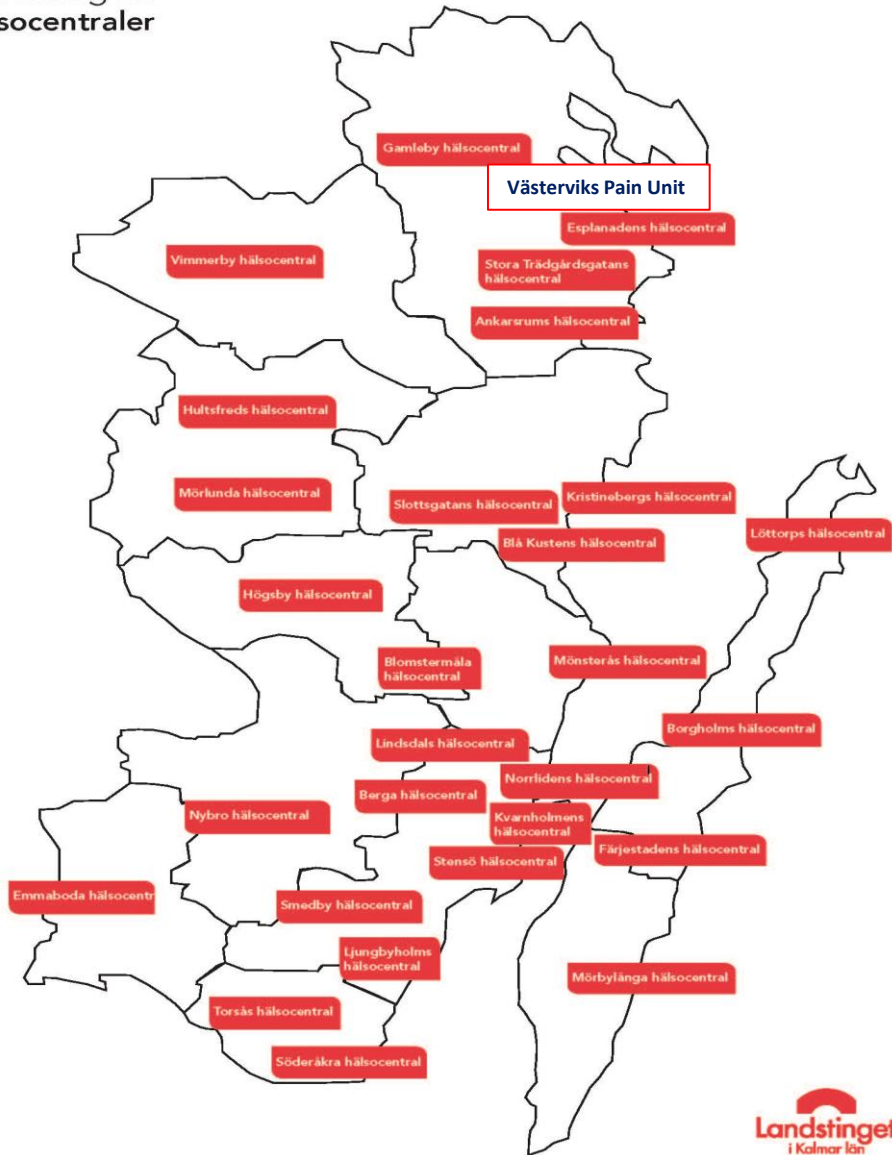 socentraler
Gamleby hälsocentral
Västerviks Pain Unit
Esplanadens hälsocentral
Vimmerby hälsocentral
Stora Trädgårdsgatans
hälsocentral
Ankarsrums hälsocentral
Hultsfreds hälsocentral
Mörlunda hälsocentral
Slottsgatans hälsocentral
Kristinebergs hälsocentral
Löttorps hälsocentral
Blå Kustens hälsocentral
Högsby hälsocentral
Blomstermåla
hälsocentral
Mönsterås hälsocentral
Borgholms hälsocentral
Lindsdals hälsocentral
Norrlidens hälsocentral
Berga hälsocentral
Nybro hälsocentral
Kvarnholmens
hälsocentral
Färjestadens hälsocentral
Stensö hälsocentral
Emmaboda hälsocentr
Smedby hälsocentral
Ljungbyholms
hälsocentral
Mörbylånga hälsocentral
Torsås hälsocentral
Söderåkra hälsocentral
Landstinget
i Kalmar län